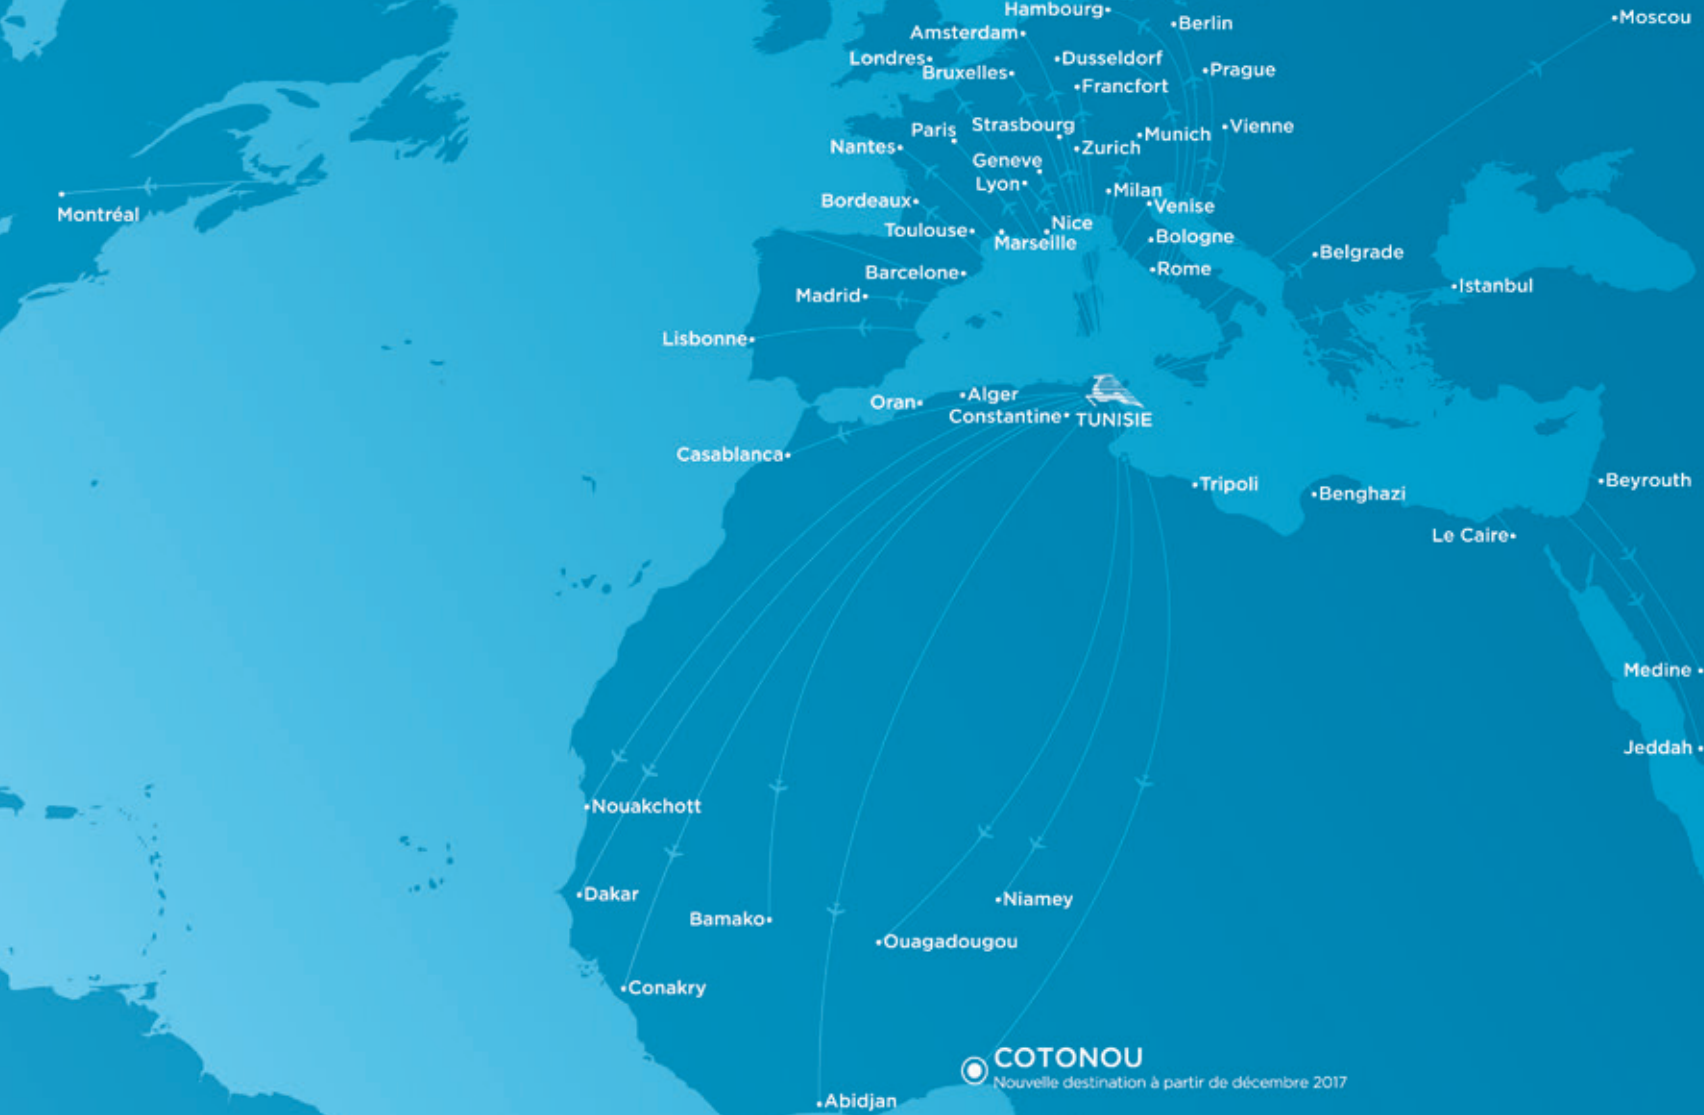 Hambourg
Moscou
Berlin
Amsterdam
Londres
Dusseldorf
Bruxelles
Prague
Francfort
Paris
Strasbourg
Munich
Vienne
Nantes
Zurich
Geneve
Lyon
Milan
Bordeaux
Venise
Montréal
Toulouse
Nice
Marseille
Bologne
Belgrade
Barcelone
Rome
Istanbul
Madrid
Lisbonne
Oran
Alger
Constantine
TUNISIE
Casablanca
Tripoli
Benghazi
Beyrouth
Le Caire
Medine
Jeddah
Nouakchott
Dakar
Niamey
Bamako
Ouagadougou
Conakry
COTONOU
Nouvelle destination à partir de décembre 2017
Abidjan